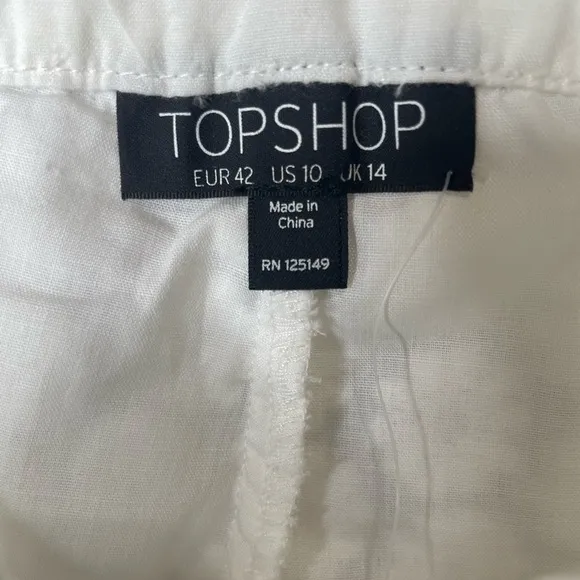 TOPSHOP
EUR 42 US 10 UK 14
Made in
China
RN 125149